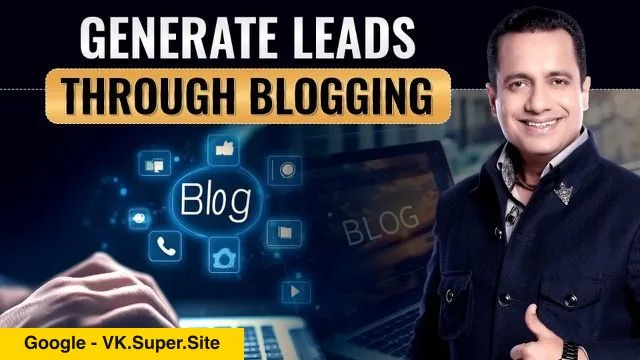 GENERATE LEADS
THROUGH BLOGGING
Blog
BLOG
Google - VK.Super.Site